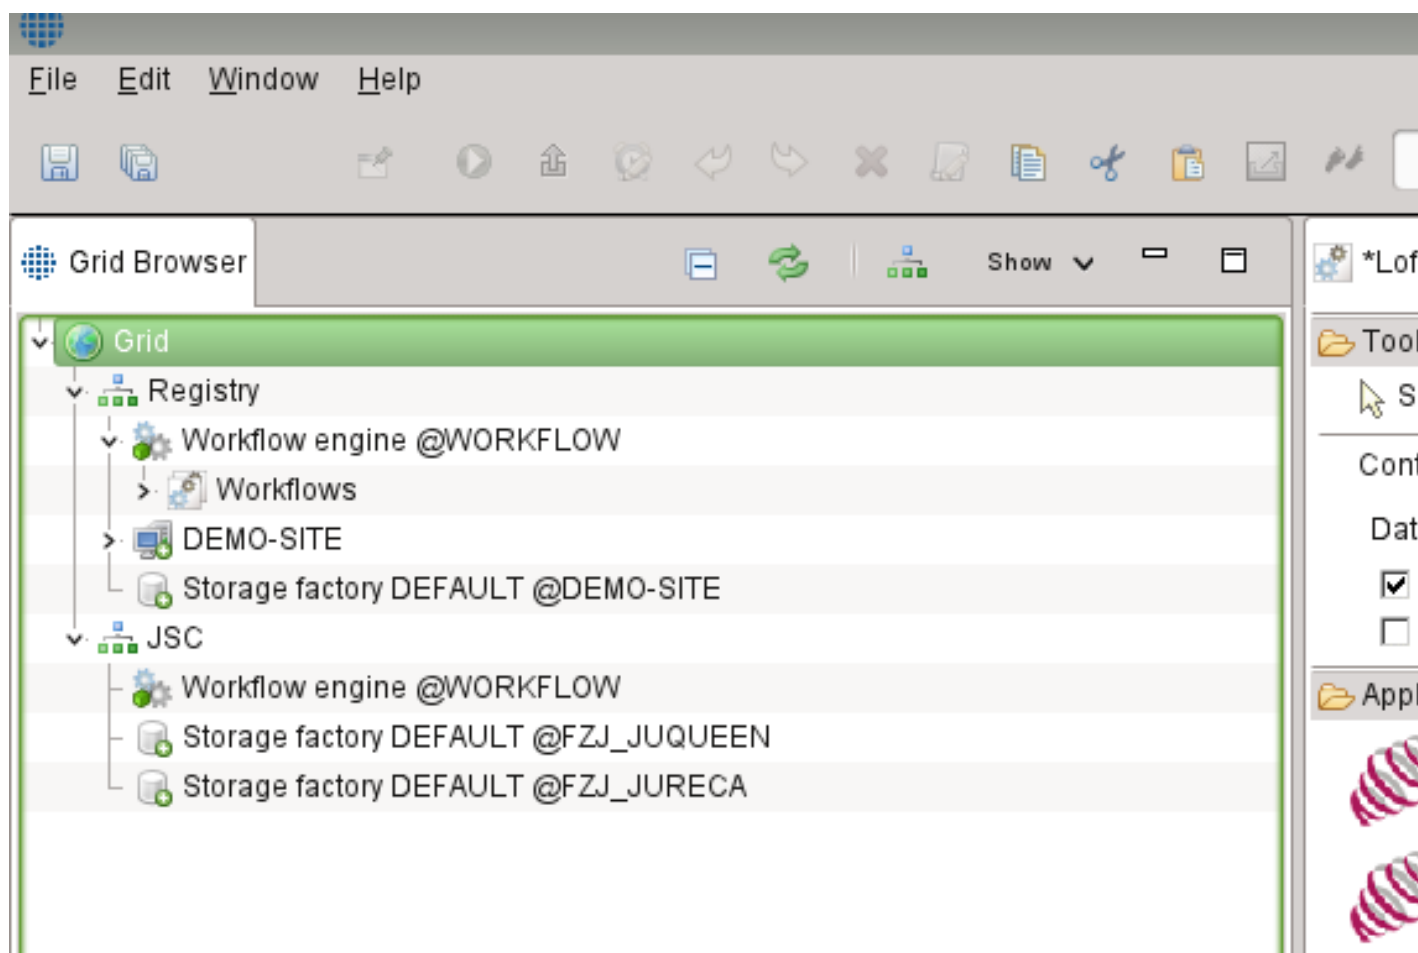 File Edit Window Help
Grid Browser Show
Grid
Registry
Workflow engine @WORKFLOW
Workflows
DEMO-SITE
Storage factory DEFAULT @DEMO-SITE
JSC
Workflow engine @WORKFLOW
Storage factory DEFAULT @FZJ_JUQUEEN
Storage factory DEFAULT @FZJ_JURECA
*Lof
Tool
S
Conf
Dat
Appl